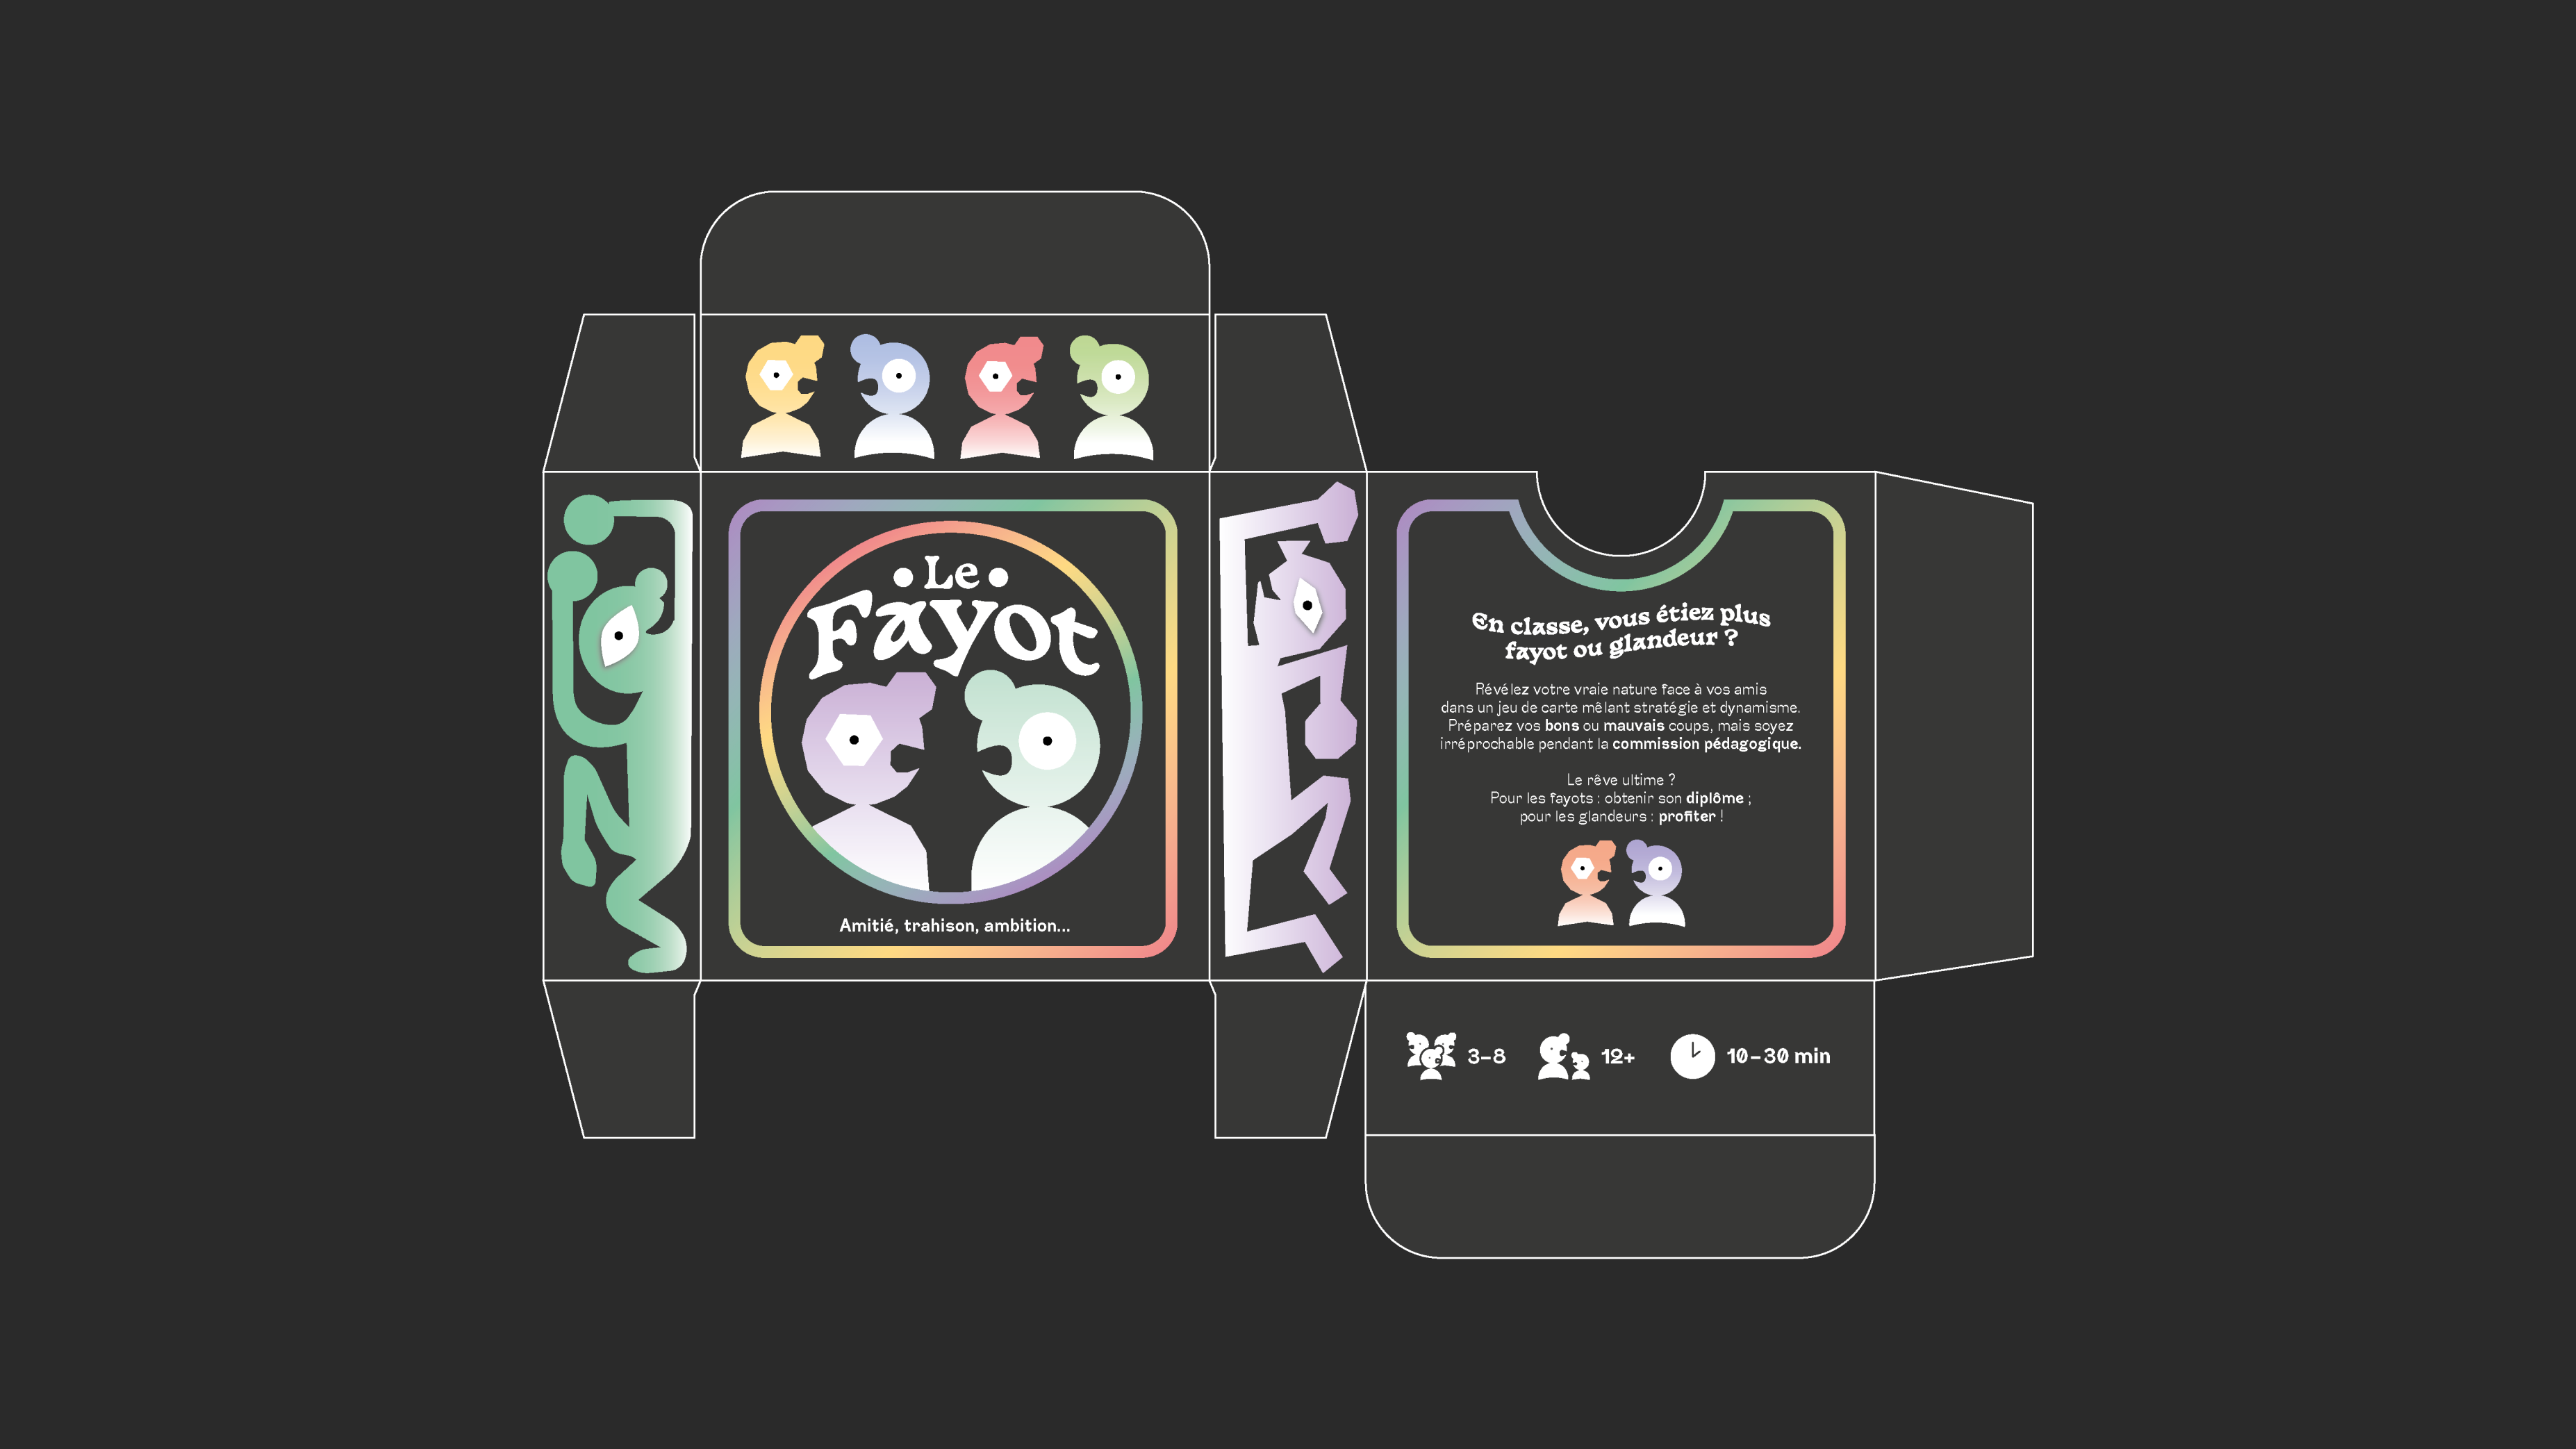 Le
Fayot
Amitié, trahison, ambition...
En classe, vous étiez plus
fayot ou glandeur ?
Révélez votre vraie nature face à vos amis
dans un jeu de carte mêlant stratégie et dynamisme.
Préparez vos bons ou mauvais coups, mais soyez
irréprochable pendant la commission pédagogique.
Le rêve ultime ?
Pour les fayots : obtenir son diplôme ;
pour les glandeurs : profiter !
3-8
12+
10-30 min